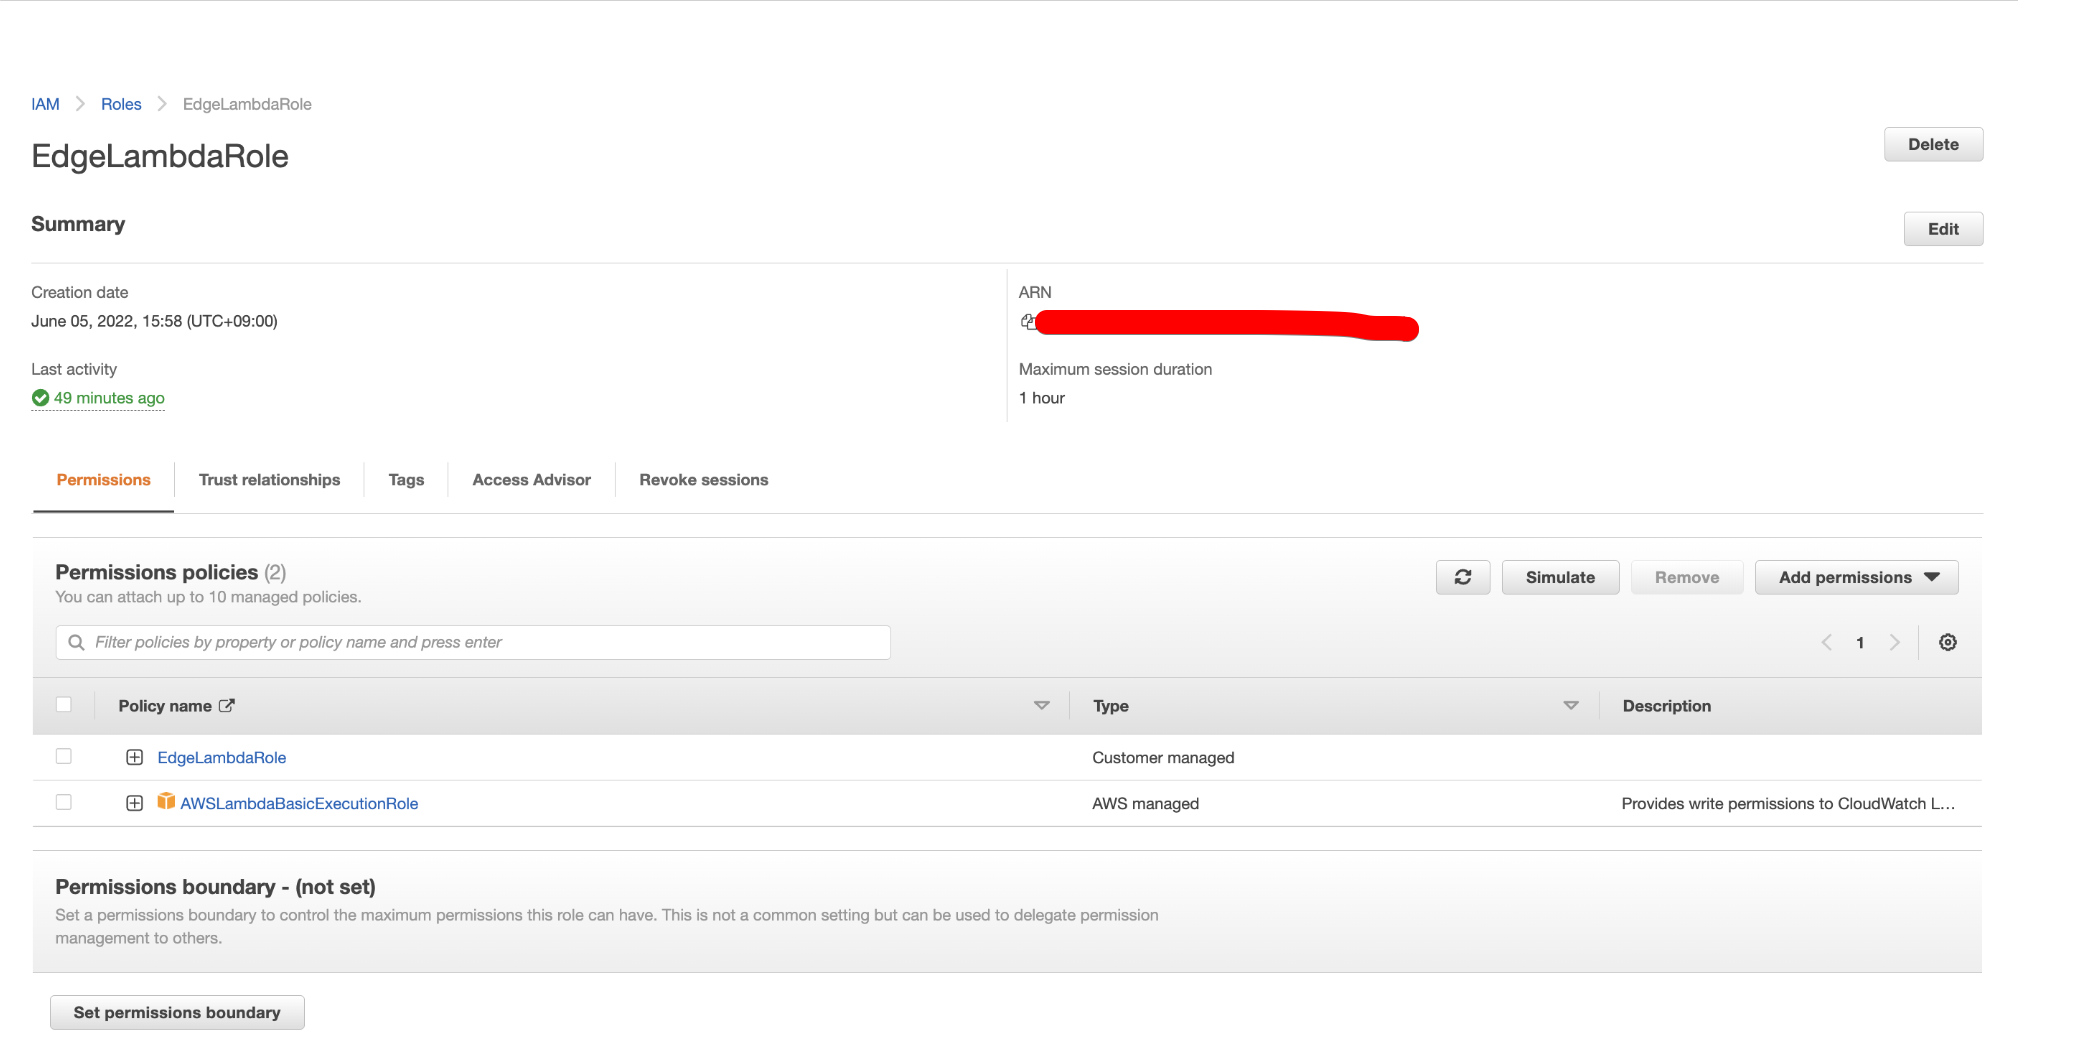 IAM > Roles > EdgeLambdaRole
EdgeLambdaRole
Delete
Summary
Edit
Creation date
June 05, 2022, 15:58 (UTC+09:00)
ARN
Last activity
49 minutes ago
Maximum session duration
1 hour
Permissions
Trust relationships
Tags
Access Advisor
Revoke sessions
Permissions policies (2)
You can attach up to 10 managed policies.
Simulate
Remove
Add permissions
Filter policies by property or policy name and press enter
1
Policy name
Type
Description
EdgeLambdaRole
Customer managed
AWSLambdaBasicExecutionRole
AWS managed
Provides write permissions to CloudWatch L...
Permissions boundary - (not set)
Set a permissions boundary to control the maximum permissions this role can have. This is not a common setting but can be used to delegate permission
management to others.
Set permissions boundary